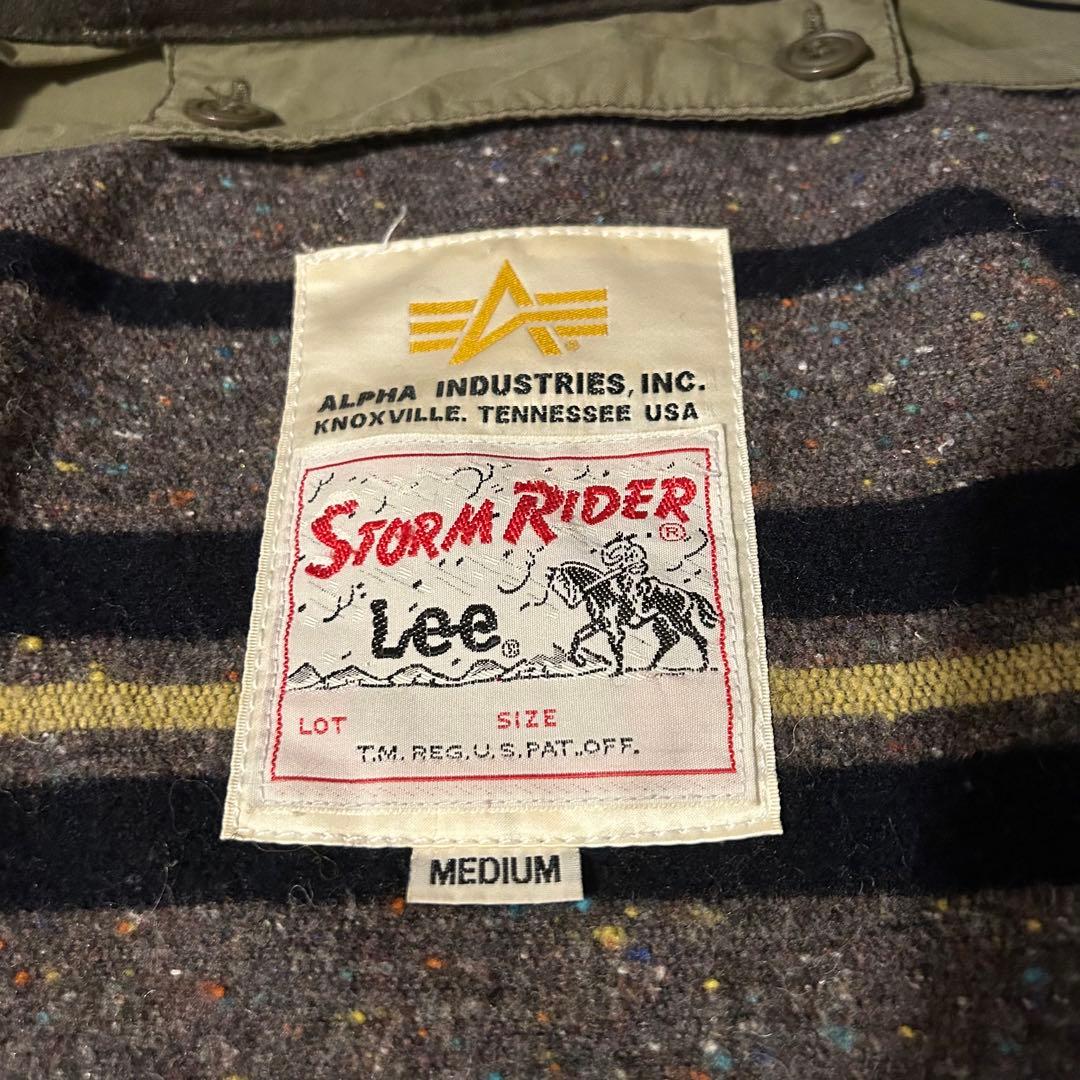 ALPHA INDUSTRIES, INC.
KNOXVILLE. TENNESSEE USA
STORM RIDER ®
Lee ®
LOT SIZE
T.M. REG. U.S. PAT. OFF.
MEDIUM